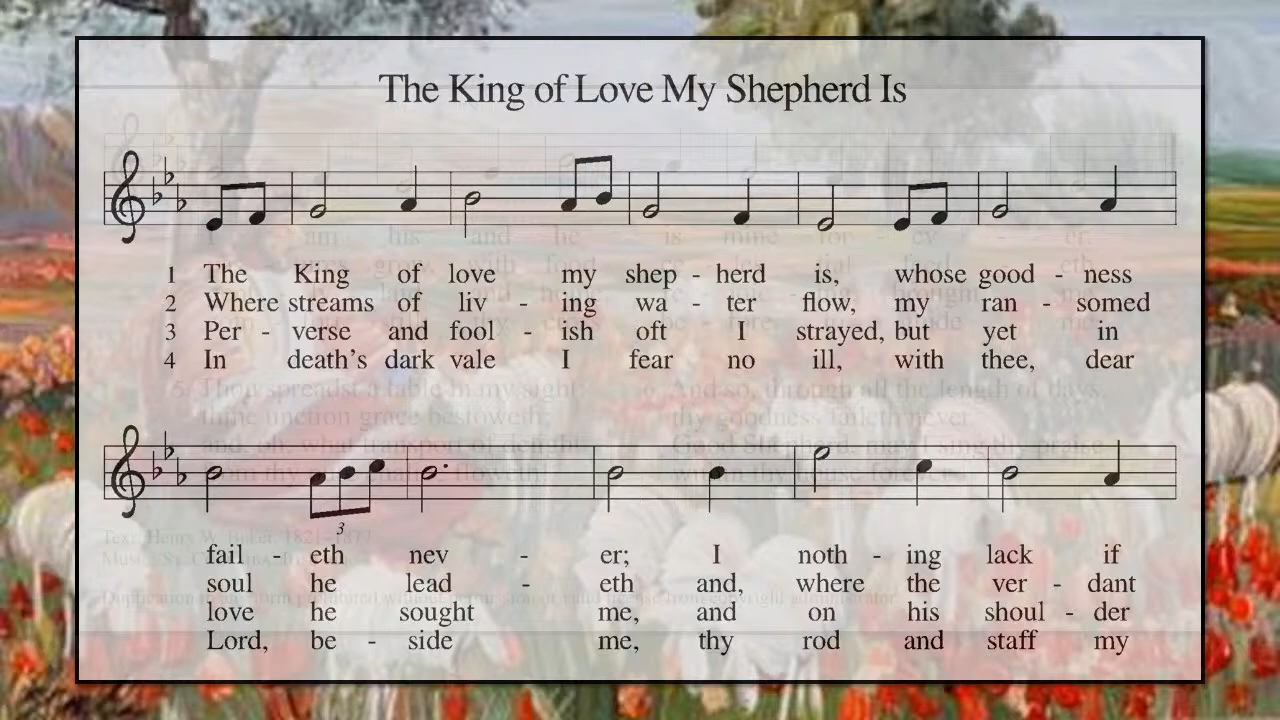 The King of Love My Shepherd Is
1 The King of love my shep - herd is, whose good - ness
2 Where streams of liv - ing wa - ter flow, my ran - somed
3 Per - verse and fool - ish oft I strayed, but yet in
4 In death's dark vale I fear no ill, with thee, dear
3
fail - eth nev - er; I noth - ing lack if
soul he lead - eth and, where the ver - dant
love he sought me, and on his shoul - der
Lord, be - side me, thy rod and staff my